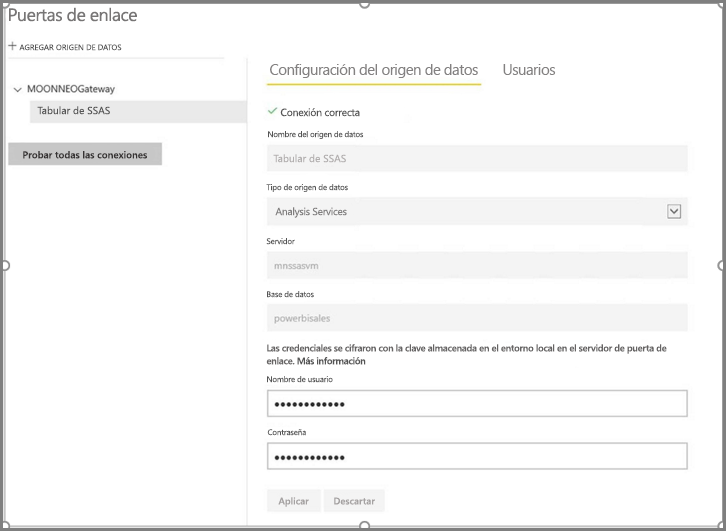 Puertas de enlace
+ AGREGAR ORIGEN DE DATOS
MOONNEOGateway
Tabular de SSAS
Probar todas las conexiones
Configuración del origen de datos Usuarios
Conexión correcta
Nombre del origen de datos
Tabular de SSAS
Tipo de origen de datos
Analysis Services
Servidor
mnssasvm
Base de datos
powerbisales
Las credenciales se cifraron con la clave almacenada en el entorno local en el servidor de puerta de
enlace. Más información
Nombre de usuario
••••••••••••
Contraseña
••••••••••••
Aplicar Descartar